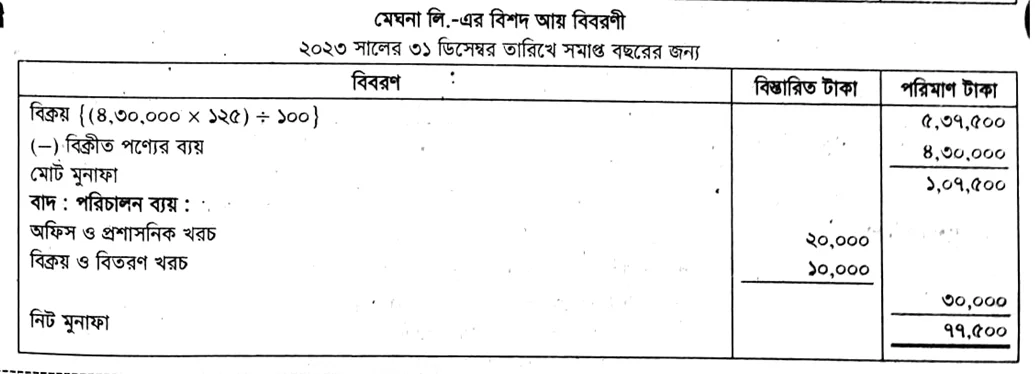 মেঘনা লি.-এর বিশদ আয় বিবরণী
২০২৩ সালের ৩১ ডিসেম্বর তারিখে সমাপ্ত বছরের জন্য
বিবরণ বিস্তারিত টাকা পরিমাণ টাকা
বিক্রয় {(৪,৩০,০০০ × ১২৫) ÷ ১০০} ৫,৩৭,৫০০
(−) বিক্রীত পণ্যের ব্যয় ৪,৩০,০০০
মোট মুনাফা ১,০৭,৫০০
বাদ : পরিচালন ব্যয় :
অফিস ও প্রশাসনিক খরচ ২০,০০০
বিক্রয় ও বিতরণ খরচ ১০,০০০
৩০,০০০
নিট মুনাফা ৭৭,৫০০